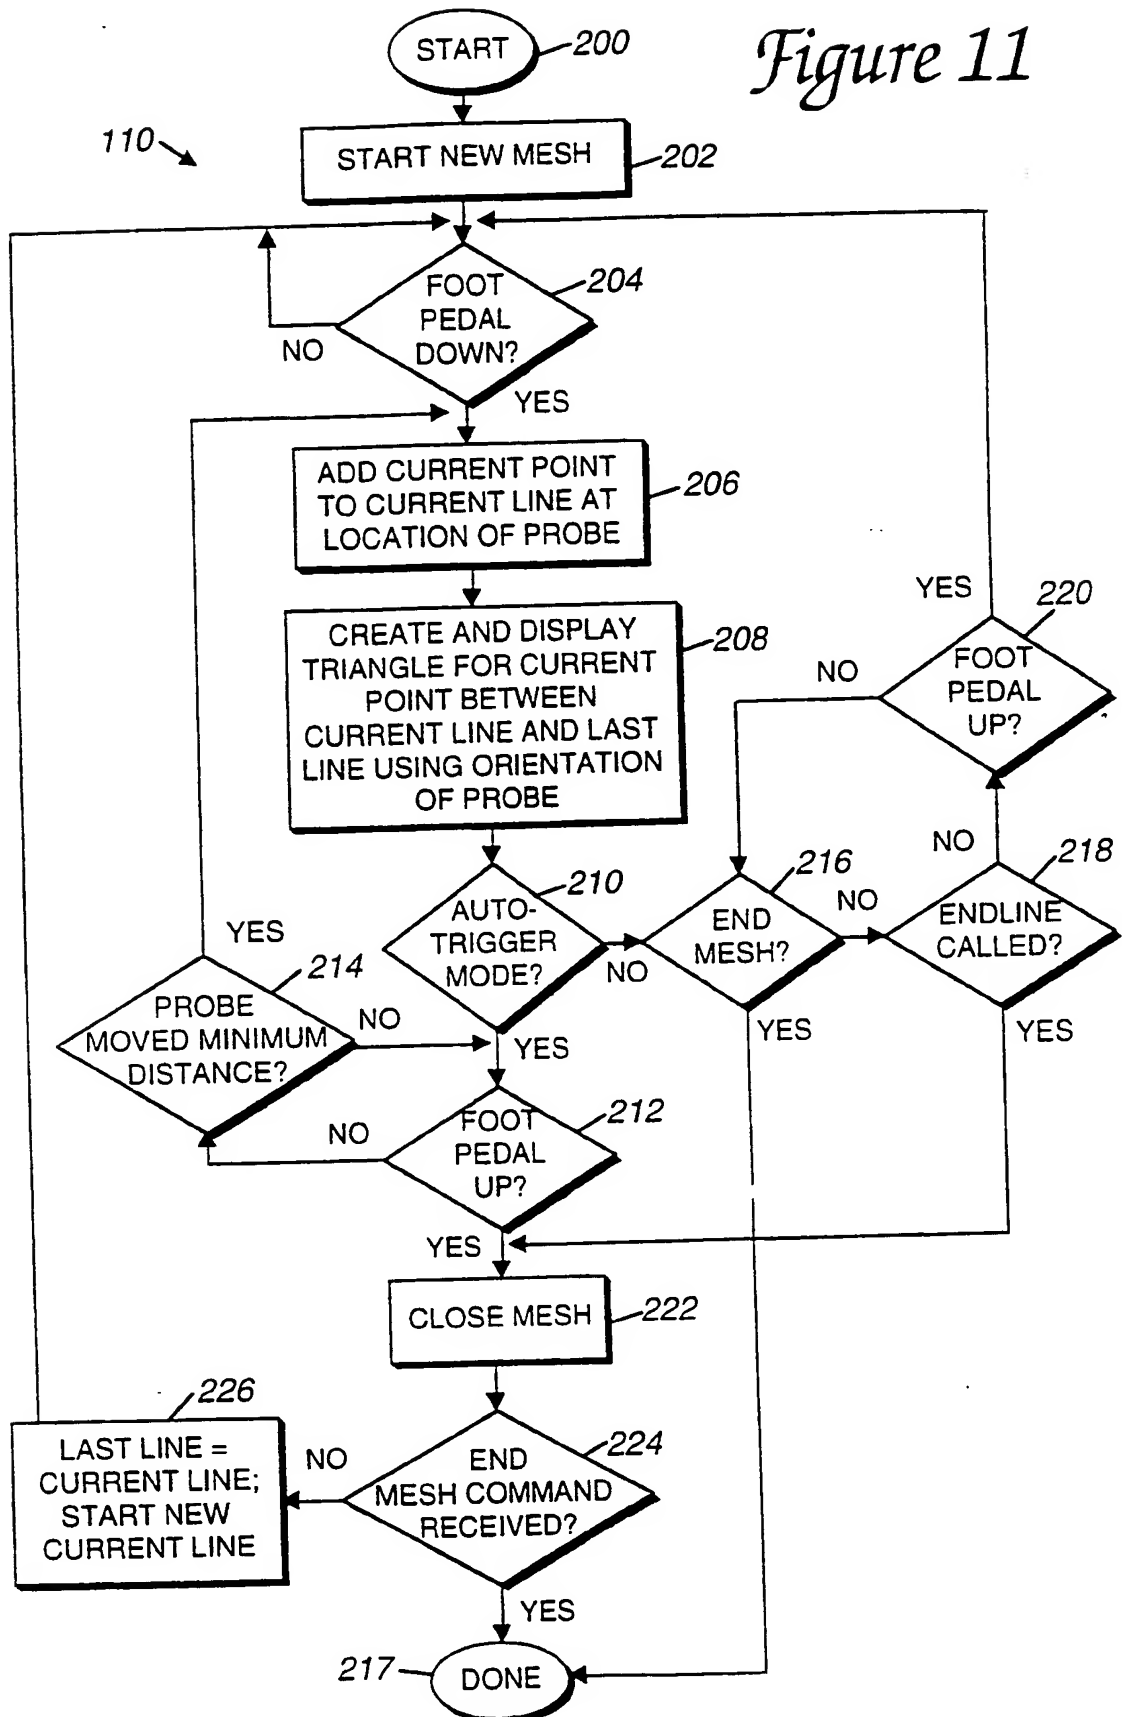 Figure 11
START
200
110
START NEW MESH
202
FOOT
PEDAL
DOWN?
204
NO
YES
ADD CURRENT POINT
TO CURRENT LINE AT
LOCATION OF PROBE
206
CREATE AND DISPLAY
TRIANGLE FOR CURRENT
POINT BETWEEN
CURRENT LINE AND LAST
LINE USING ORIENTATION
OF PROBE
208
YES
220
FOOT
PEDAL
UP?
NO
AUTO-
TRIGGER
MODE?
210
NO
YES
END
MESH?
216
NO
YES
ENDLINE
CALLED?
218
NO
YES
YES
214
PROBE
MOVED MINIMUM
DISTANCE?
NO
FOOT
PEDAL
UP?
212
NO
YES
CLOSE MESH
222
226
LAST LINE =
CURRENT LINE;
START NEW
CURRENT LINE
NO
END
MESH COMMAND
RECEIVED?
224
YES
217
DONE